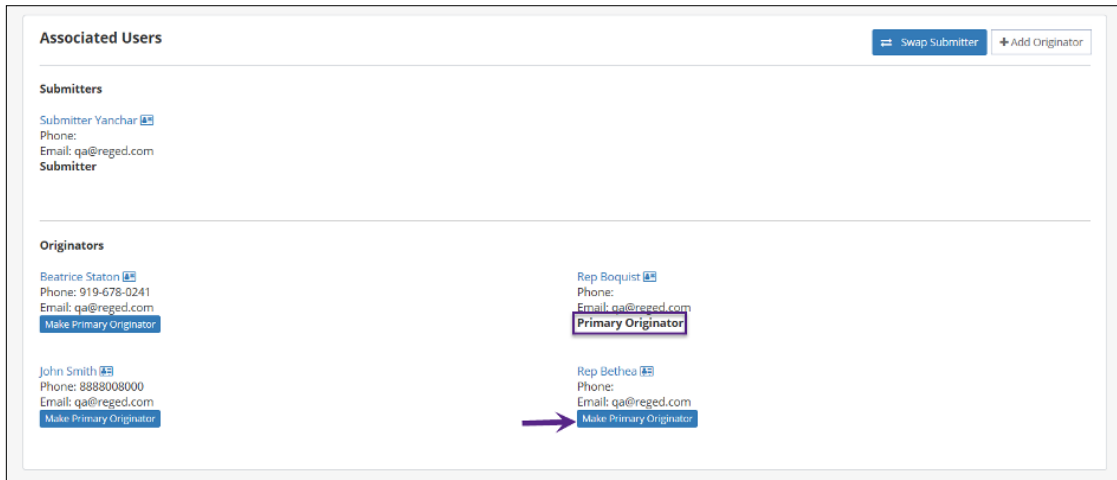 Associated Users
Swap Submitter
+Add Originator
Submitters
Submitter Yanchar
Phone:
Email: qa@reged.com
Submitter
Originators
Beatrice Staton
Phone: 919-678-0241
Email: qa@reged.com
Make Primary Originator
Rep Boquist
Phone:
Email: qa@reged.com
Primary Originator
John Smith
Phone: 8888008000
Email: qa@reged.com
Make Primary Originator
Rep Bethea
Phone:
Email: qa@reged.com
Make Primary Originator